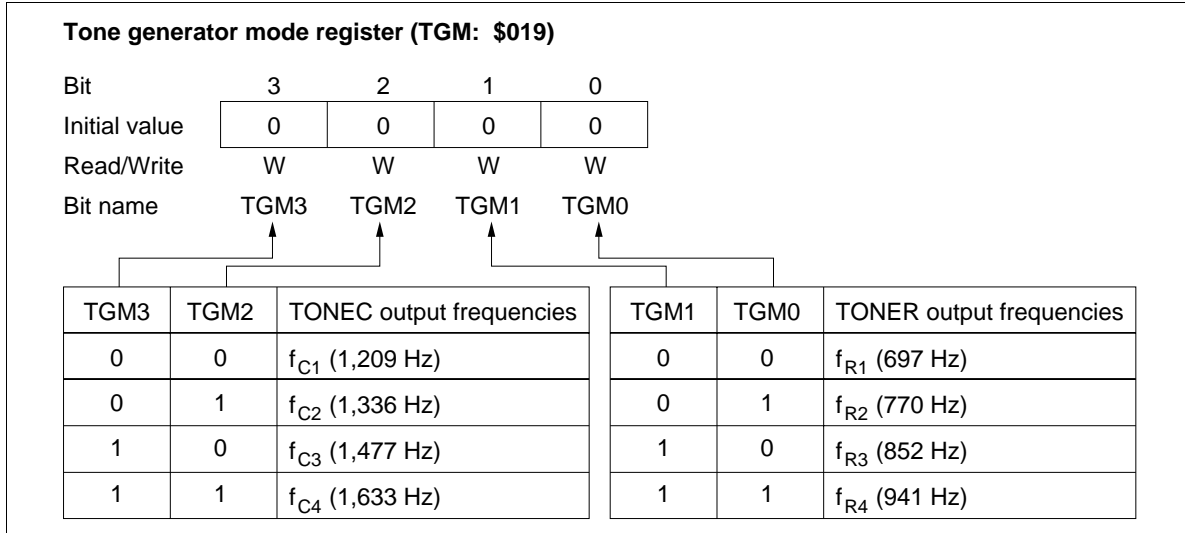 Tone generator mode register (TGM: $019)
Bit 3 2 1 0
Initial value 0 0 0 0
Read/Write W W W W
Bit name TGM3 TGM2 TGM1 TGM0
TGM3 TGM2 TONEC output frequencies
0 0 fC1 (1,209 Hz)
0 1 fC2 (1,336 Hz)
1 0 fC3 (1,477 Hz)
1 1 fC4 (1,633 Hz)
TGM1 TGM0 TONER output frequencies
0 0 fR1 (697 Hz)
0 1 fR2 (770 Hz)
1 0 fR3 (852 Hz)
1 1 fR4 (941 Hz)